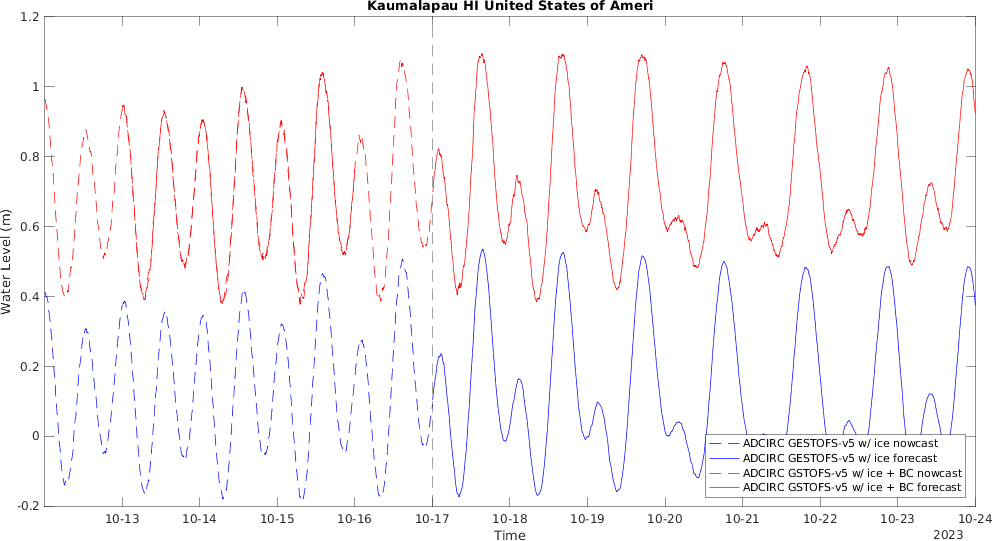 Kaumalapau HI United States of Ameri
1.2
1
0.8
0.6
0.4
0.2
0
-0.2
Water Level (m)
ADCIRC GESTOFS-v5 w/ ice nowcast
ADCIRC GESTOFS-v5 w/ ice forecast
ADCIRC GSTOFS-v5 w/ ice + BC nowcast
ADCIRC GSTOFS-v5 w/ ice + BC forecast
10-13 10-14 10-15 10-16 10-17 10-18 10-19 10-20 10-21 10-22 10-23 10-24
Time
2023